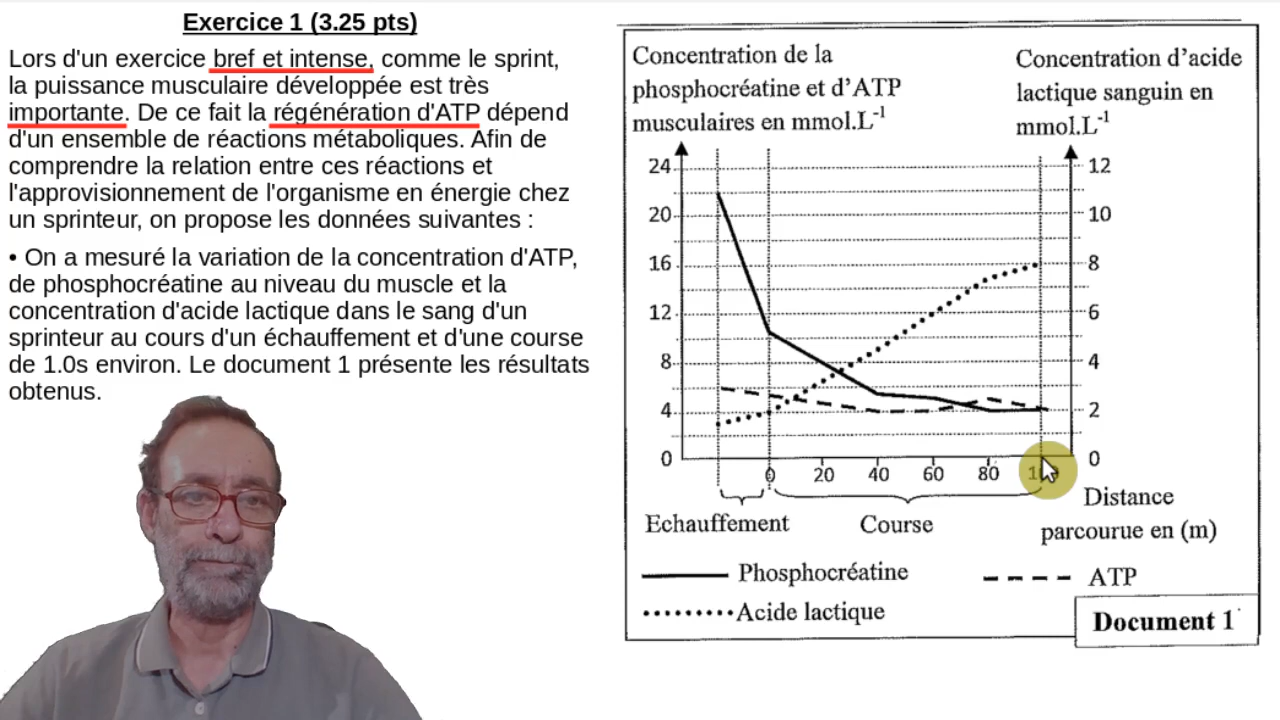 Exercice 1 (3.25 pts)
Lors d'un exercice bref et intense, comme le sprint,
la puissance musculaire développée est très
importante. De ce fait la régénération d'ATP dépend
d'un ensemble de réactions métaboliques. Afin de
comprendre la relation entre ces réactions et
l'approvisionnement de l'organisme en énergie chez
un sprinteur, on propose les données suivantes :
• On a mesuré la variation de la concentration d'ATP,
de phosphocréatine au niveau du muscle et la
concentration d'acide lactique dans le sang d'un
sprinteur au cours d'un échauffement et d'une course
de 1.0s environ. Le document 1 présente les résultats
obtenus.
Concentration de la
phosphocréatine et d'ATP
musculaires en mmol.L-1
Concentration d'acide
lactique sanguin en
mmol.L-1
24
20
16
12
8
4
0
12
10
8
6
4
2
0
0 20 40 60 80
Echauffement
Course
Distance
parcourue en (m)
Phosphocréatine
ATP
Acide lactique
Document 1